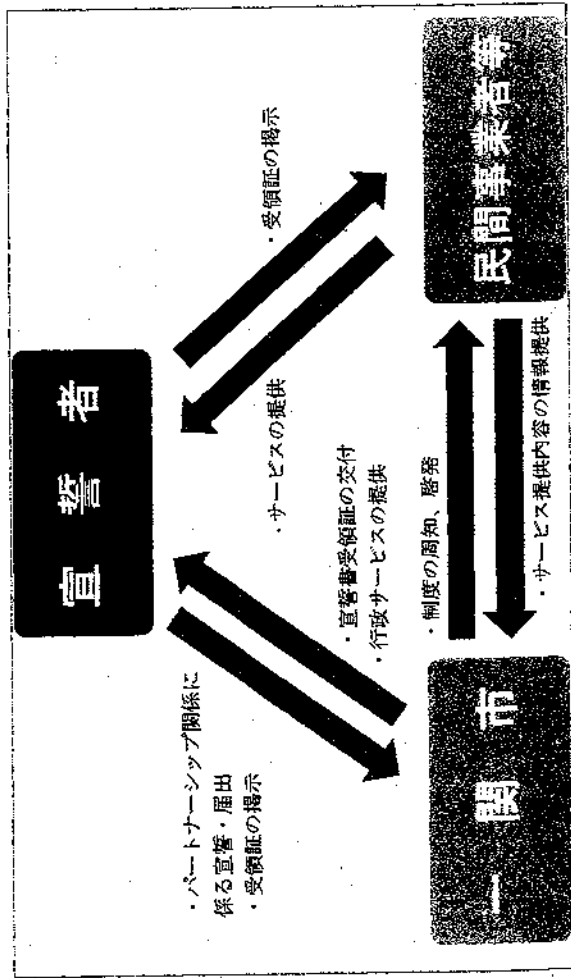 宣誓者
・パートナーシップ関係に
係る宣誓・届出
・受領証の掲示
・宣誓書受領証の交付
・行政サービスの提供
・サービスの提供
・受領証の掲示
・制度の周知、啓発
・サービス提供内容の情報提供
一関市
民間事業者等